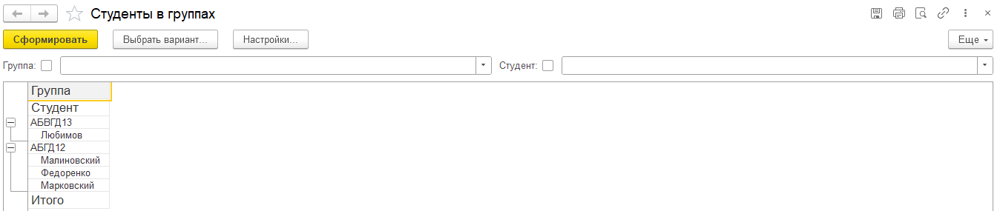 Студенты в группах
Сформировать Выбрать вариант... Настройки... Еще
Группа: Студент:
Группа
Студент
АБВГД13
Любимов
АБГД12
Малиновский
Федоренко
Марковский
Итого